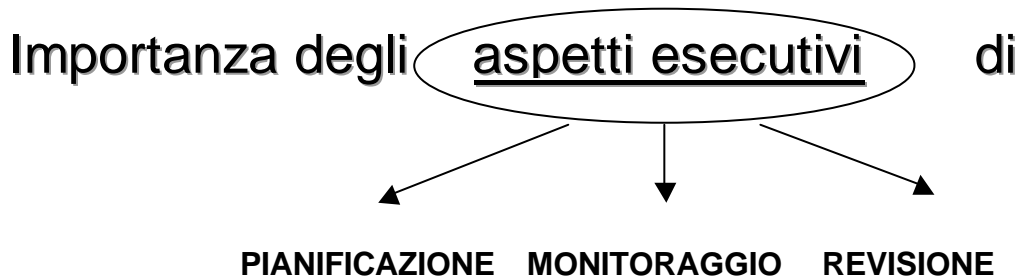 Importanza degli aspetti esecutivi di
PIANIFICAZIONE MONITORAGGIO REVISIONE